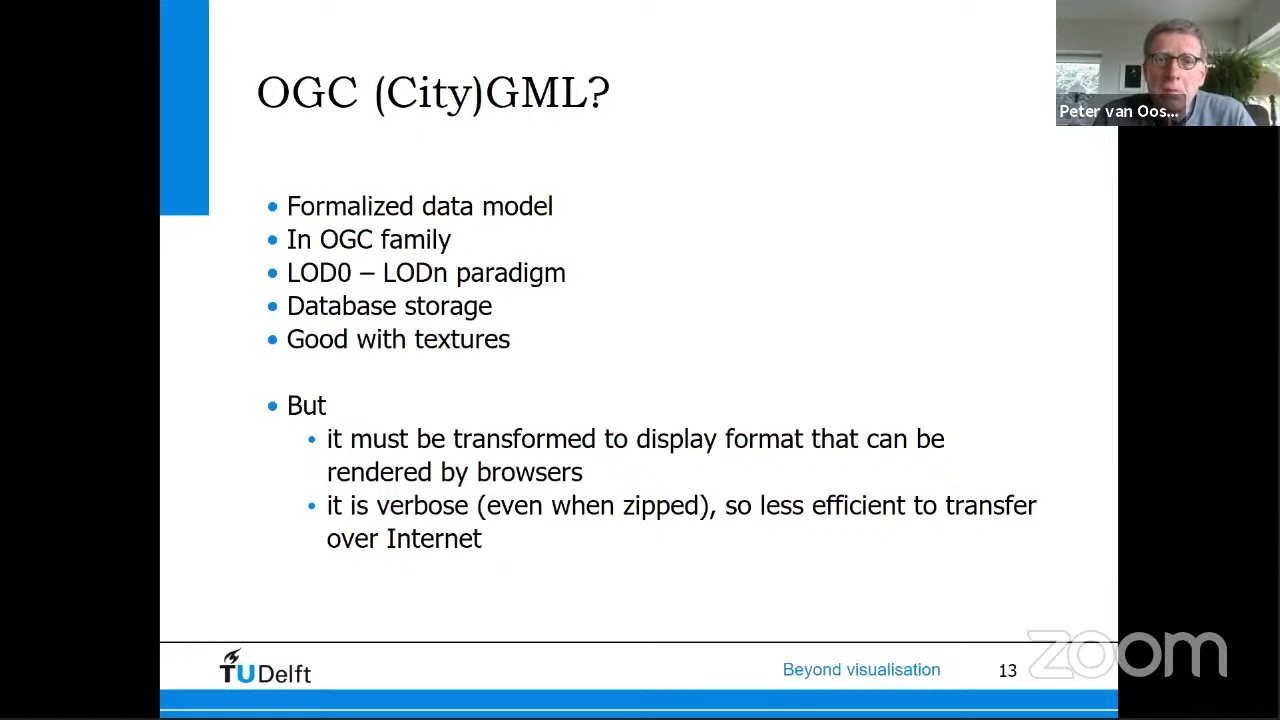 OGC (City)GML?
Peter van Oos...
Formalized data model
In OGC family
LOD0 – LODn paradigm
Database storage
Good with textures
But
it must be transformed to display format that can be
rendered by browsers
it is verbose (even when zipped), so less efficient to transfer
over Internet
TU Delft
Beyond visualisation
13
zoom